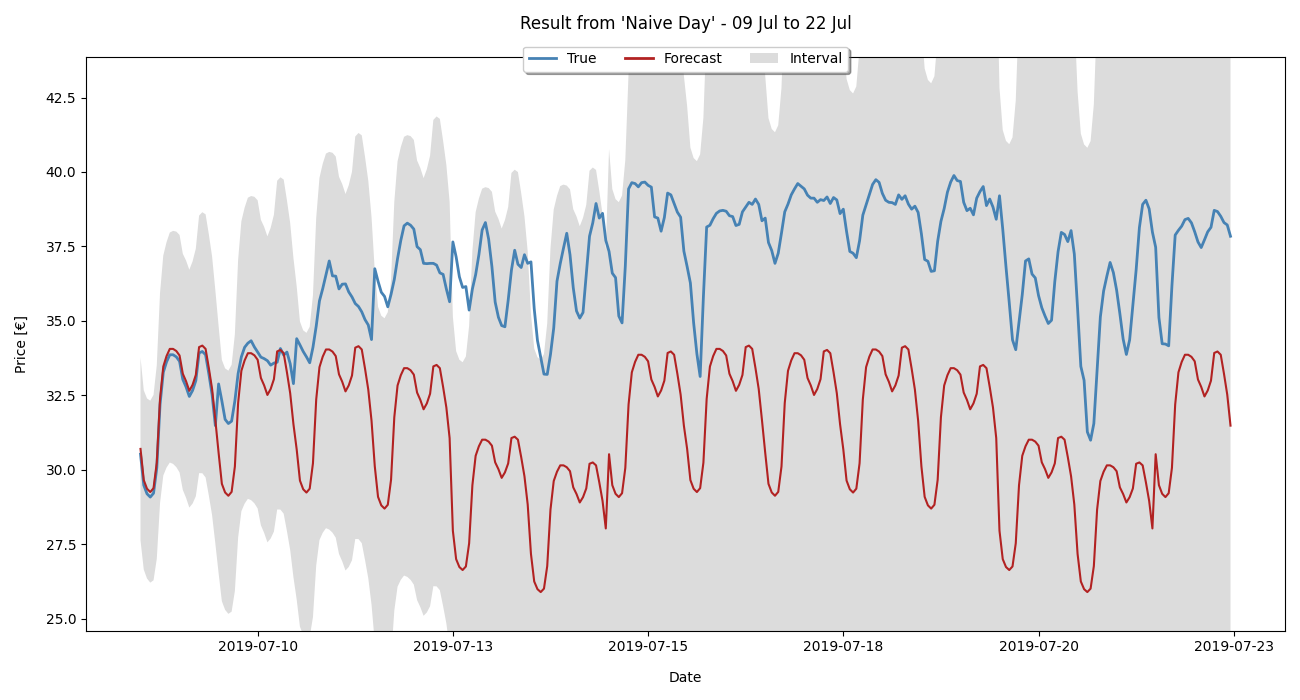 Result from 'Naive Day' - 09 Jul to 22 Jul
True Forecast Interval
42.5
40.0
37.5
35.0
32.5
30.0
27.5
25.0
Price [€]
2019-07-10 2019-07-13 2019-07-15 2019-07-18 2019-07-20 2019-07-23
Date